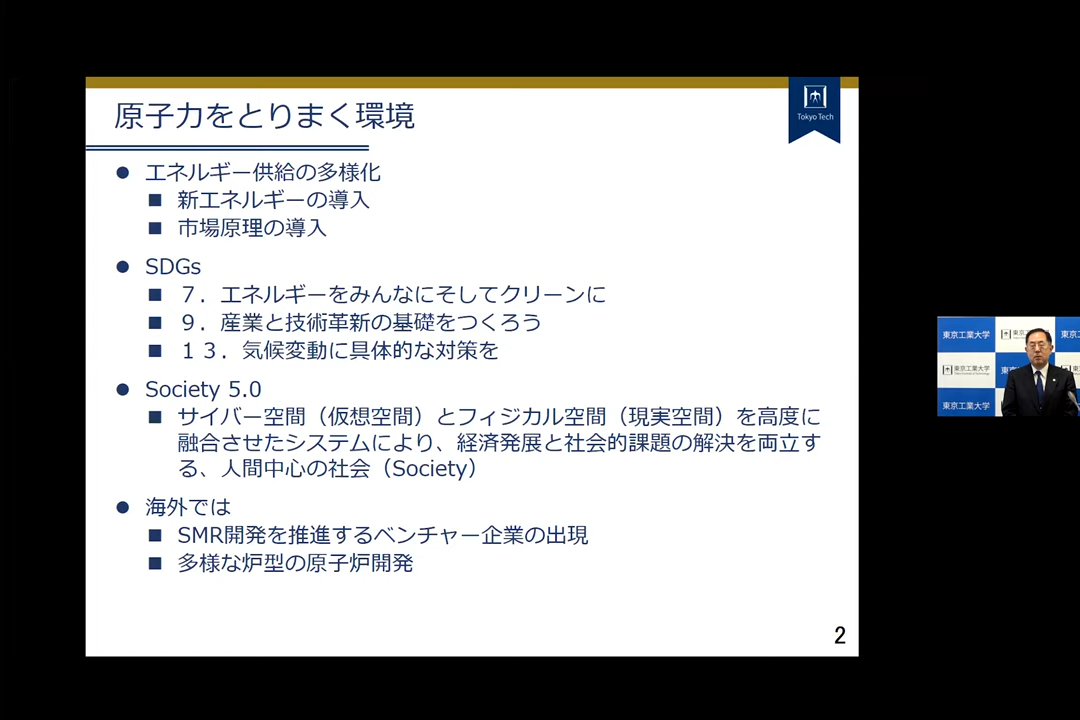 原子力をとりまく環境
Tokyo Tech
● エネルギー供給の多様化
■ 新エネルギーの導入
■ 市場原理の導入
● SDGs
■ 7．エネルギーをみんなにそしてクリーンに
■ 9．産業と技術革新の基礎をつくろう
■ 13．気候変動に具体的な対策を
● Society 5.0
■ サイバー空間（仮想空間）とフィジカル空間（現実空間）を高度に
融合させたシステムにより、経済発展と社会的課題の解決を両立す
る、人間中心の社会（Society）
● 海外では
■ SMR開発を推進するベンチャー企業の出現
■ 多様な炉型の原子炉開発
2
東京工業大学
東京工業大学
東京工業大学